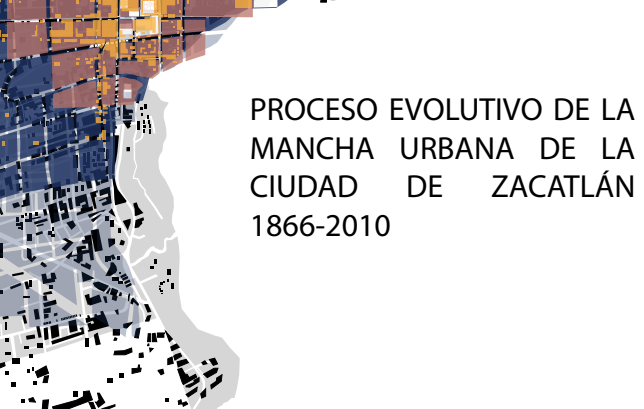 PROCESO EVOLUTIVO DE LA
MANCHA URBANA DE LA
CIUDAD DE ZACATLÁN
1866-2010